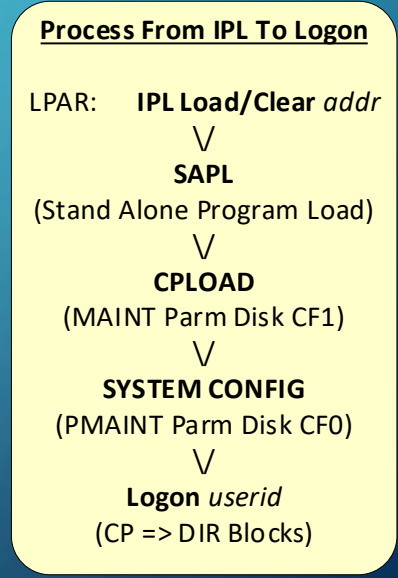 Process From IPL To Logon
LPAR: IPL Load/Clear addr
\/
SAPL
(Stand Alone Program Load)
\/
CPLOAD
(MAINT Parm Disk CF1)
\/
SYSTEM CONFIG
(PMAINT Parm Disk CF0)
\/
Logon userid
(CP => DIR Blocks)